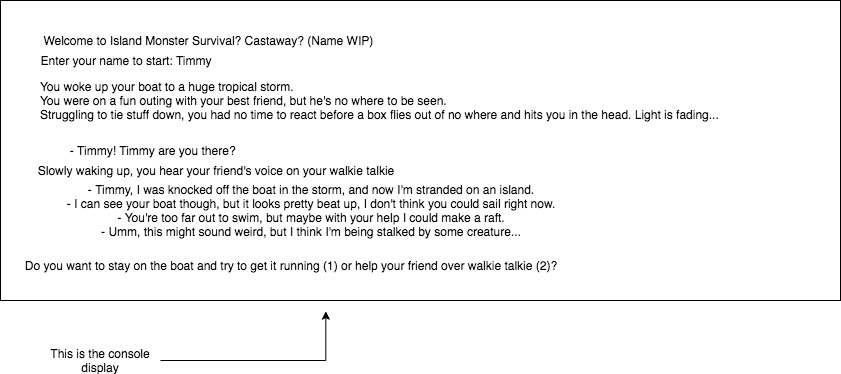 Welcome to Island Monster Survival? Castaway? (Name WIP)
Enter your name to start: Timmy
You woke up your boat to a huge tropical storm.
You were on a fun outing with your best friend, but he's no where to be seen.
Struggling to tie stuff down, you had no time to react before a box flies out of no where and hits you in the head. Light is fading...
- Timmy! Timmy are you there?
Slowly waking up, you hear your friend's voice on your walkie talkie
- Timmy, I was knocked off the boat in the storm, and now I'm stranded on an island.
- I can see your boat though, but it looks pretty beat up, I don't think you could sail right now.
- You're too far out to swim, but maybe with your help I could make a raft.
- Umm, this might sound weird, but I think I'm being stalked by some creature...
Do you want to stay on the boat and try to get it running (1) or help your friend over walkie talkie (2)?
This is the console
display